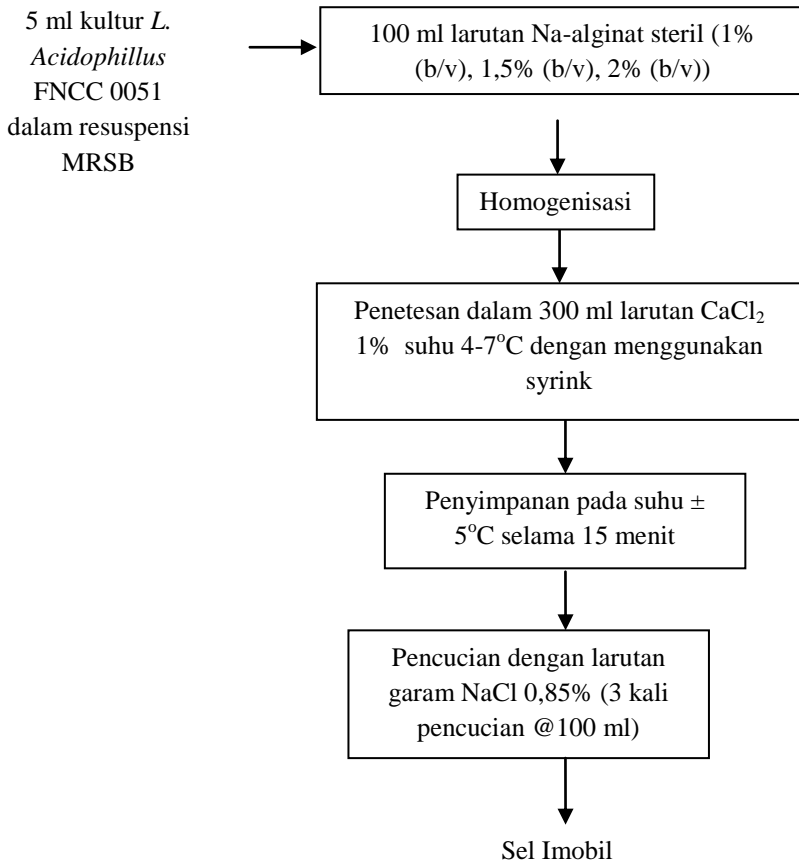 5 ml kultur L.
Acidophillus
FNCC 0051
dalam resuspensi
MRSB
100 ml larutan Na-alginat steril (1%
(b/v), 1,5% (b/v), 2% (b/v))
Homogenisasi
Penetesan dalam 300 ml larutan CaCl₂
1% suhu 4-7°C dengan menggunakan
syrink
Penyimpanan pada suhu ±
5°C selama 15 menit
Pencucian dengan larutan
garam NaCl 0,85% (3 kali
pencucian @100 ml)
Sel Imobil